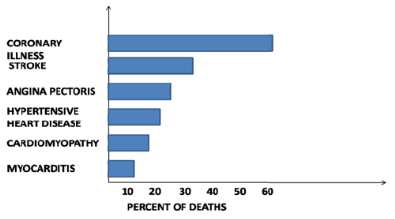 CORONARY
ILLNESS
STROKE
ANGINA PECTORIS
HYPERTENSIVE
HEART DISEASE
CARDIOMYOPATHY
MYOCARDITIS
10 20 30 40 50 60
PERCENT OF DEATHS